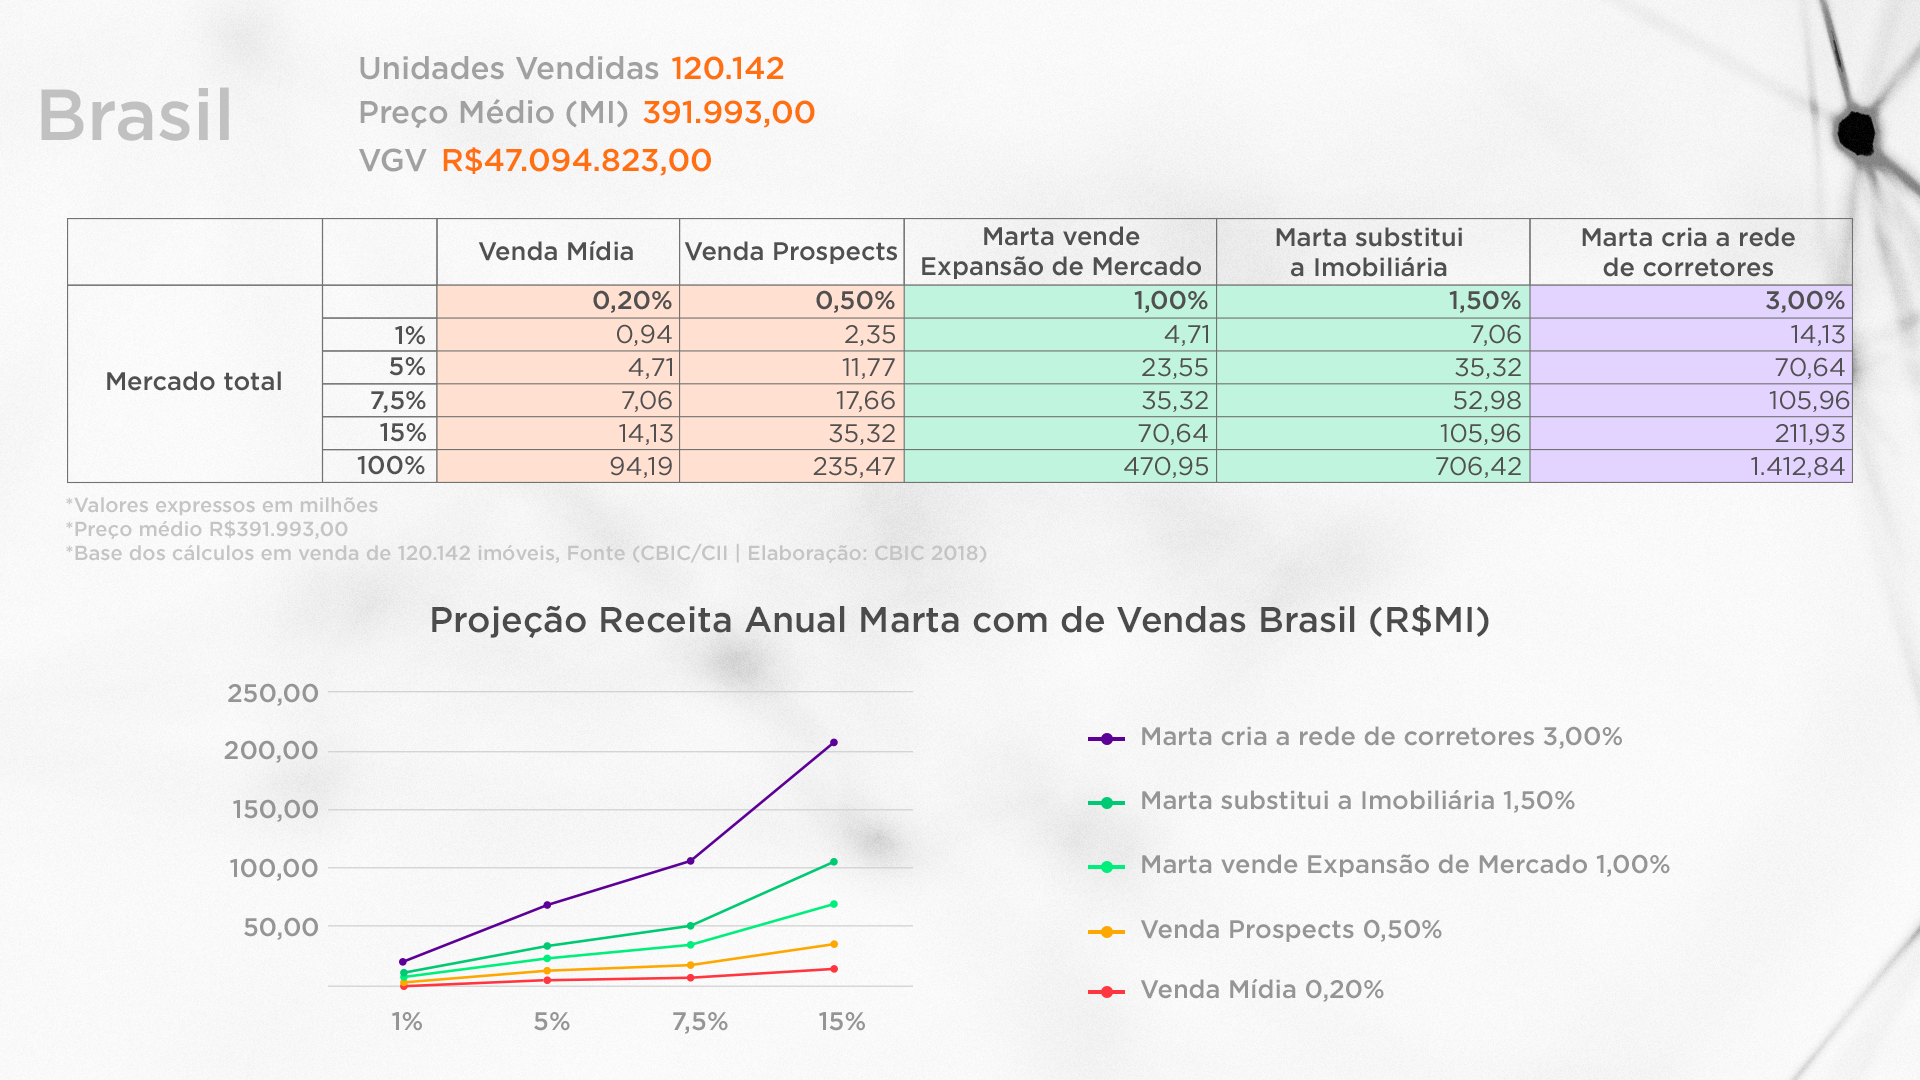 Brasil
Unidades Vendidas 120.142
Preço Médio (MI) 391.993,00
VGV R$47.094.823,00
Venda Mídia Venda Prospects Marta vende Expansão de Mercado Marta substitui a Imobiliária Marta cria a rede de corretores
0,20% 0,50% 1,00% 1,50% 3,00%
Mercado total
1% 0,94 2,35 4,71 7,06 14,13
5% 4,71 11,77 23,55 35,32 70,64
7,5% 7,06 17,66 35,32 52,98 105,96
15% 14,13 35,32 70,64 105,96 211,93
100% 94,19 235,47 470,95 706,42 1.412,84
*Valores expressos em milhões
*Preço médio R$391.993,00
*Base dos cálculos em venda de 120.142 imóveis, Fonte (CBIC/CII | Elaboração: CBIC 2018)
Projeção Receita Anual Marta com de Vendas Brasil (R$MI)
250,00
200,00
150,00
100,00
50,00
1% 5% 7,5% 15%
Marta cria a rede de corretores 3,00%
Marta substitui a Imobiliária 1,50%
Marta vende Expansão de Mercado 1,00%
Venda Prospects 0,50%
Venda Mídia 0,20%